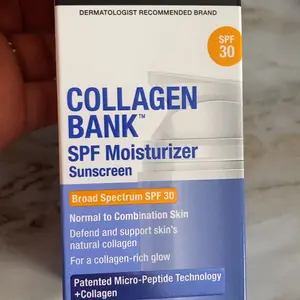 DERMATOLOGIST RECOMMENDED BRAND
SPF
30
COLLAGEN
BANK™
SPF Moisturizer
Sunscreen
Broad Spectrum SPF 30
Normal to Combination Skin
Defend and support skin's
natural collagen
For a collagen-rich glow
Patented Micro-Peptide Technology
+Collagen